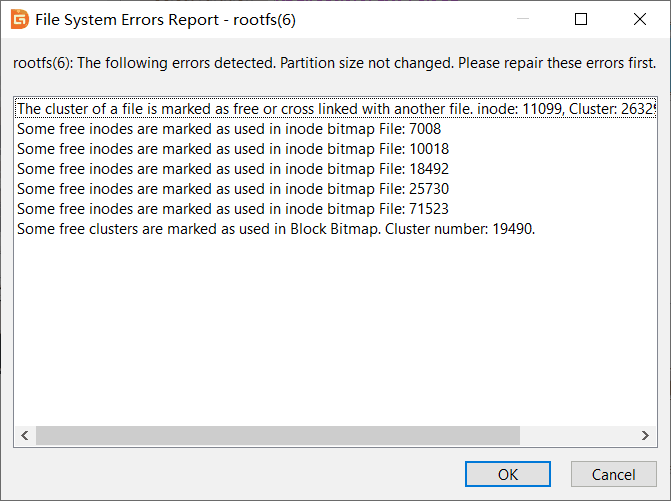 File System Errors Report - rootfs(6)
rootfs(6): The following errors detected. Partition size not changed. Please repair these errors first.
The cluster of a file is marked as free or cross linked with another file. inode: 11099, Cluster: 2632
Some free inodes are marked as used in inode bitmap File: 7008
Some free inodes are marked as used in inode bitmap File: 10018
Some free inodes are marked as used in inode bitmap File: 18492
Some free inodes are marked as used in inode bitmap File: 25730
Some free inodes are marked as used in inode bitmap File: 71523
Some free clusters are marked as used in Block Bitmap. Cluster number: 19490.
OK
Cancel